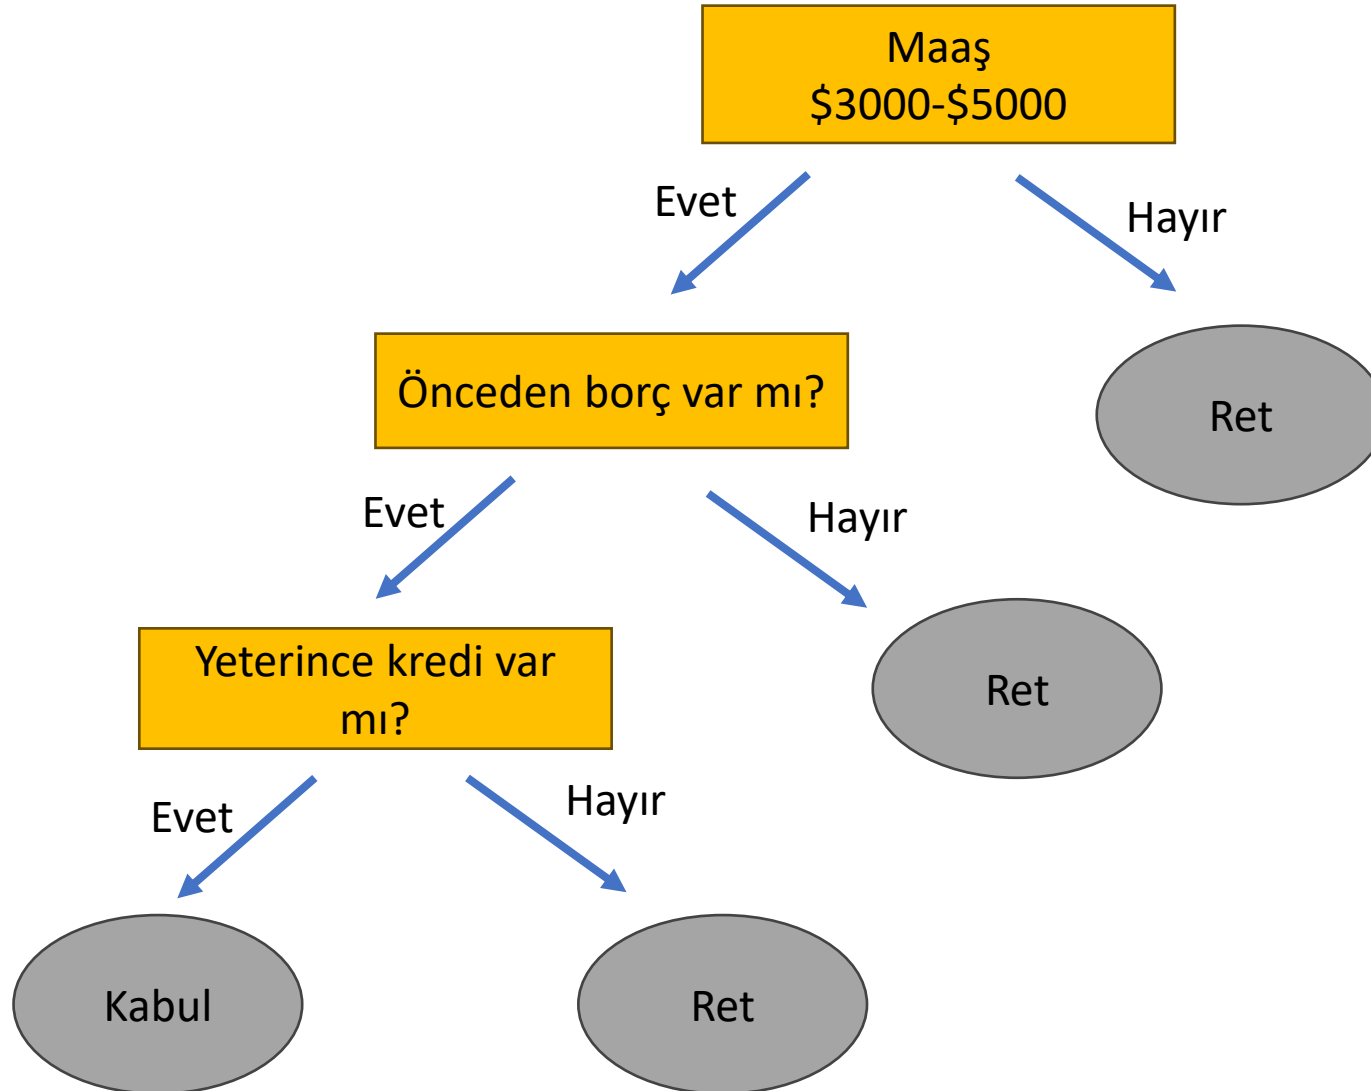 Maaş
$3000-$5000
Evet
Hayır
Önceden borç var mı?
Ret
Evet
Hayır
Yeterince kredi var
mı?
Ret
Evet
Hayır
Kabul
Ret